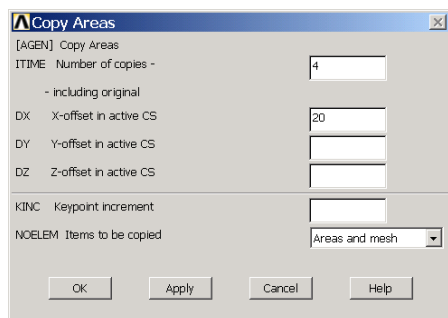 Copy Areas
[AGEN] Copy Areas
ITIME Number of copies - 4
- including original
DX X-offset in active CS 20
DY Y-offset in active CS
DZ Z-offset in active CS
KINC Keypoint increment
NOELEM Items to be copied Areas and mesh
OK Apply Cancel Help